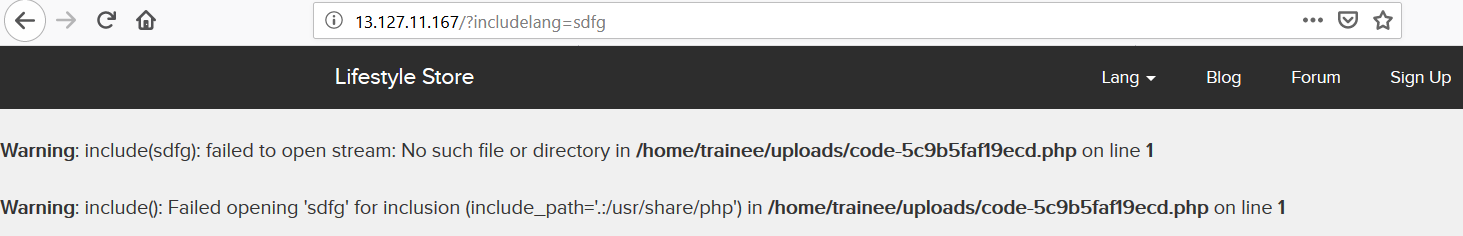 13.127.11.167/?includelang=sdfg
Lifestyle Store Lang Blog Forum Sign Up
Warning: include(sdfg): failed to open stream: No such file or directory in /home/trainee/uploads/code-5c9b5faf19ecd.php on line 1
Warning: include(): Failed opening 'sdfg' for inclusion (include_path='.:/usr/share/php') in /home/trainee/uploads/code-5c9b5faf19ecd.php on line 1